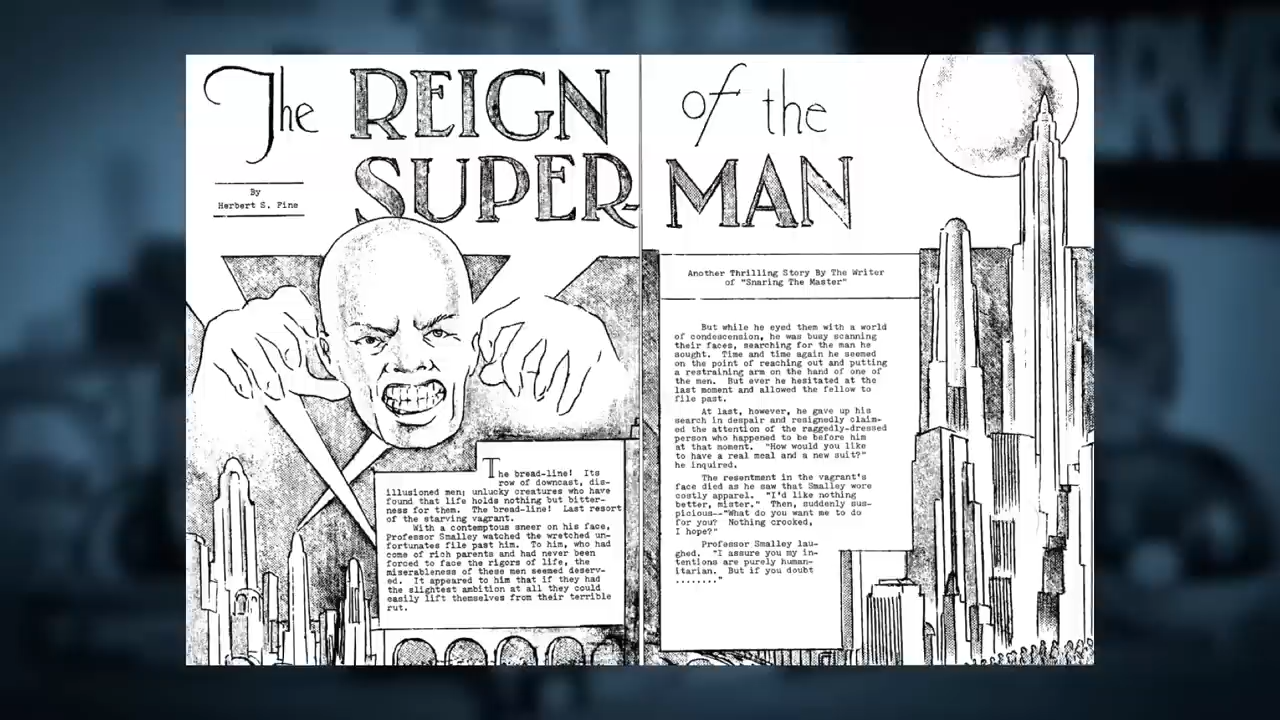 The REIGN of the
SUPER-MAN
By
Herbert S. Fine
The bread-line! Its
row of downcast, dis-
illusioned men; unlucky creatures who have
found that life holds nothing but bitter-
ness for them. The bread-line! Last resort
of the starving vagrant.
With a contemptous sneer on his face,
Professor Smalley watched the wretched un-
fortunates file past him. To him, who had
come of rich parents and had never been
forced to face the rigors of life, the
miserableness of these men seemed deserv-
ed. It appeared to him that if they had
the slightest ambition at all they could
easily lift themselves from their terrible
rut.
Another Thrilling Story By The Writer
of "Snaring The Master"
But while he eyed them with a world
of condescension, he was busy scanning
their faces, searching for the man he
sought. Time and time again he seemed
on the point of reaching out and putting
a restraining arm on the hand of one of
the men. But ever he hesitated at the
last moment and allowed the fellow to
file past.
At last, however, he gave up his
search in despair and resignedly claim-
ed the attention of the raggedly-dressed
person who happened to be before him
at that moment. "How would you like
to have a real meal and a new suit?"
he inquired.
The resentment in the vagrant's
face died as he saw that Smalley wore
costly apparel. "I'd like nothing
better, mister." Then, suddenly sus-
picious--"What do you want me to do
for you? Nothing crooked,
I hope?"
Professor Smalley lau-
ghed. "I assure you my in-
tentions are purely human-
itarian. But if you doubt
........"
MARVE